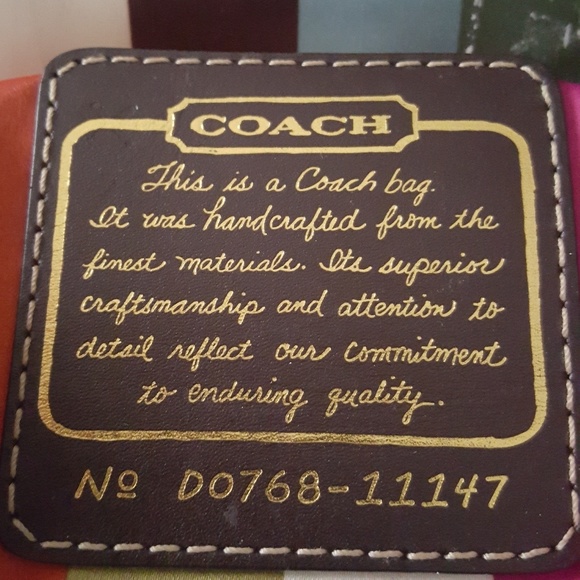 COACH
This is a Coach bag.
It was handcrafted from the
finest materials. Its superior
craftsmanship and attention to
detail reflect our commitment
to enduring quality.
Nº D0768-11147